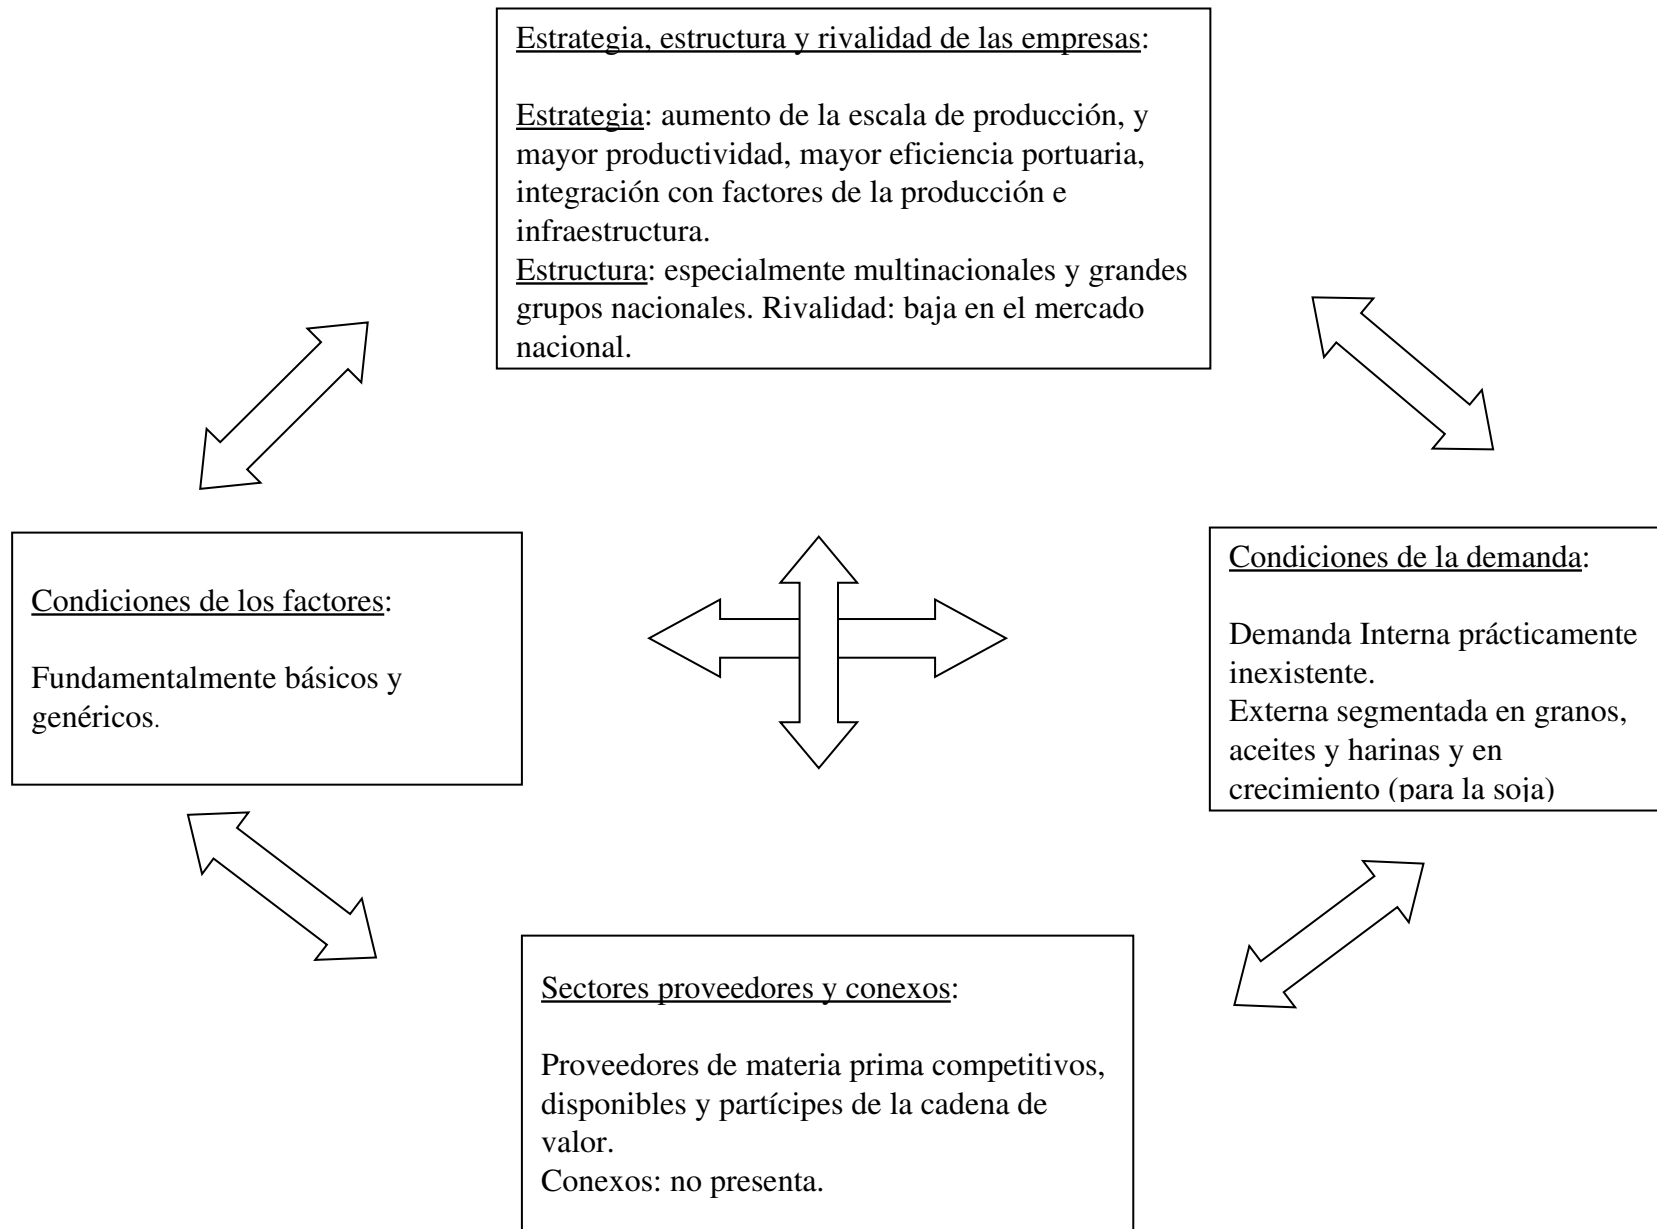 Estrategia, estructura y rivalidad de las empresas:
Estrategia: aumento de la escala de producción, y
mayor productividad, mayor eficiencia portuaria,
integración con factores de la producción e
infraestructura.
Estructura: especialmente multinacionales y grandes
grupos nacionales. Rivalidad: baja en el mercado
nacional.
Condiciones de los factores:
Fundamentalmente básicos y
genéricos.
Condiciones de la demanda:
Demanda Interna prácticamente
inexistente.
Externa segmentada en granos,
aceites y harinas y en
crecimiento (para la soja)
Sectores proveedores y conexos:
Proveedores de materia prima competitivos,
disponibles y partícipes de la cadena de
valor.
Conexos: no presenta.